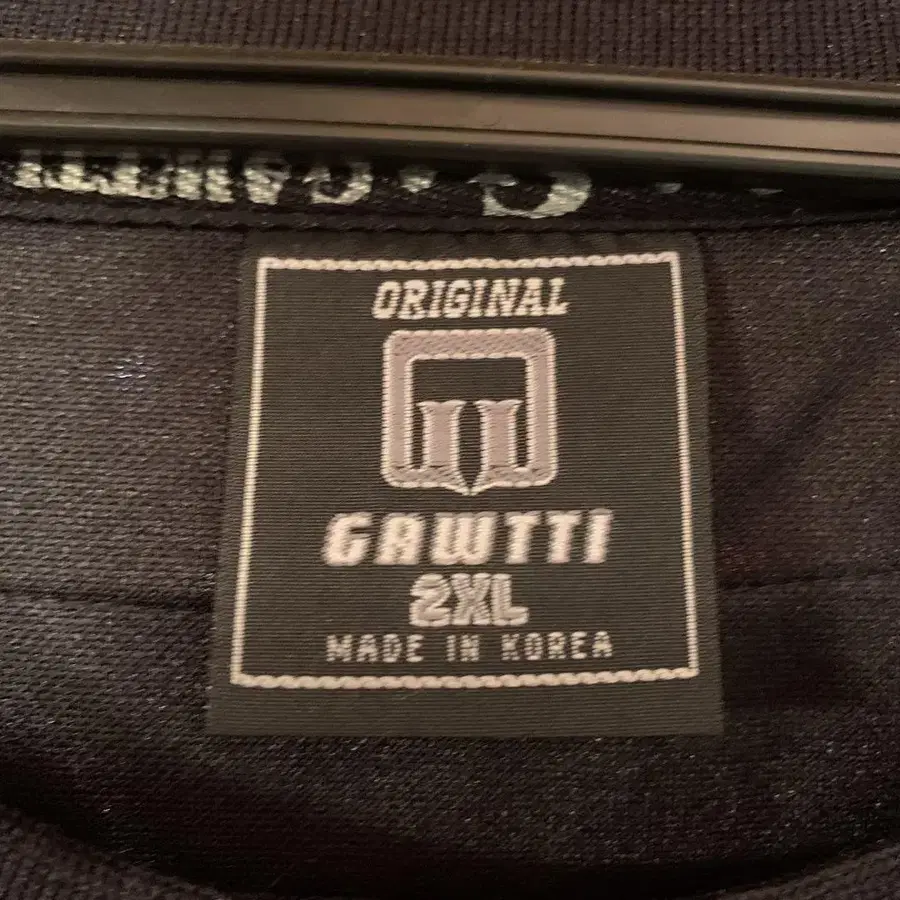 ORIGINAL
GAWTTI
2XL
MADE IN KOREA